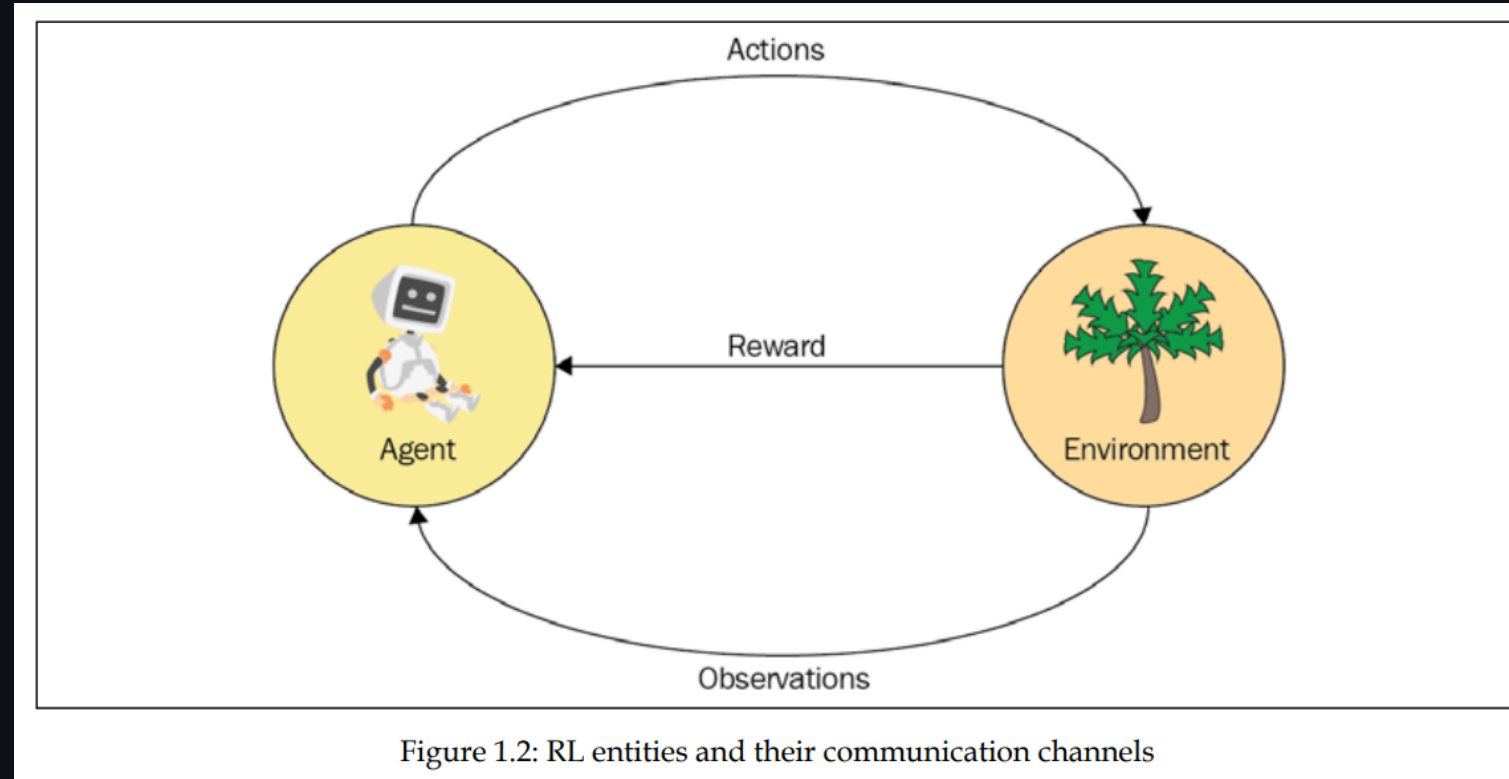 Actions
Reward
Agent
Environment
Observations
Figure 1.2: RL entities and their communication channels